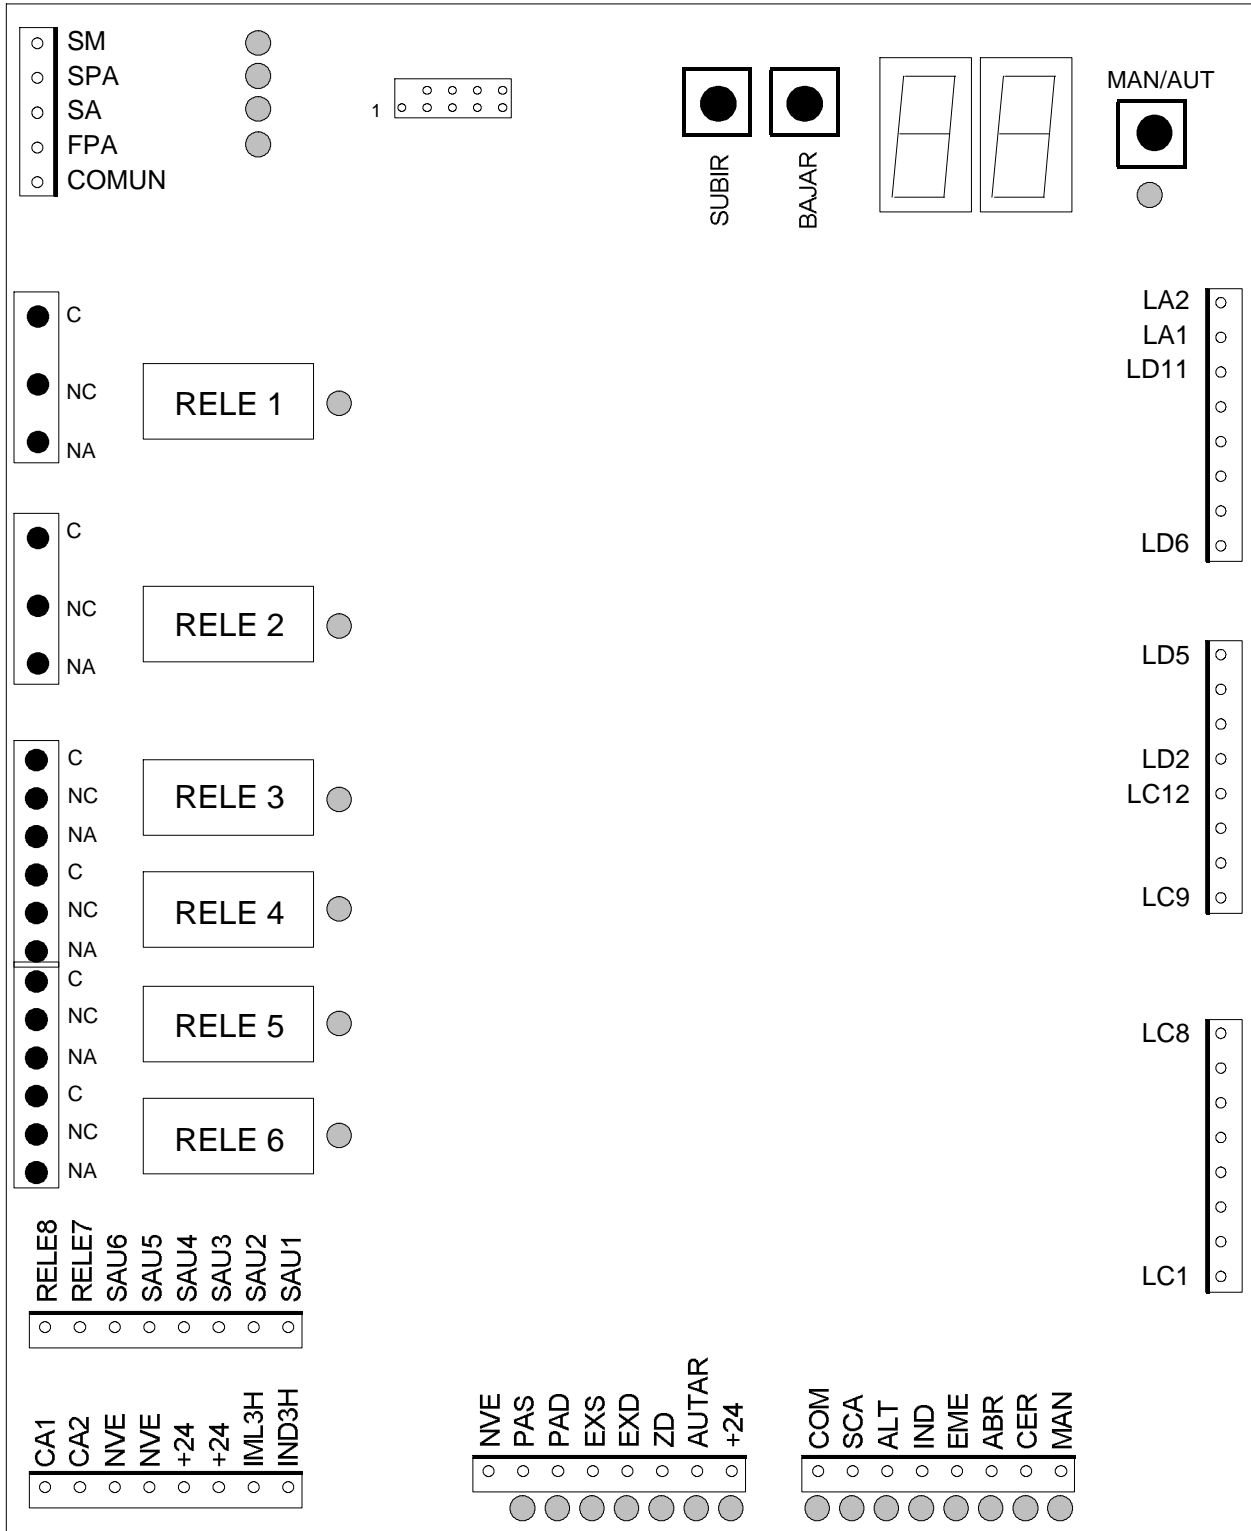 SM
SPA
SA
FPA
COMUN
1
SUBIR
BAJAR
MAN/AUT
C
NC
NA
RELE 1
C
NC
NA
RELE 2
C
NC
NA
RELE 3
C
NC
NA
RELE 4
C
NC
NA
RELE 5
C
NC
NA
RELE 6
LA2
LA1
LD11
LD6
LD5
LD2
LC12
LC9
LC8
LC1
RELE8
RELE7
SAU6
SAU5
SAU4
SAU3
SAU2
SAU1
CA1
CA2
NVE
NVE
+24
+24
IML3H
IND3H
NVE
PAS
PAD
EXS
EXD
ZD
AUTAR
+24
COM
SCA
ALT
IND
EME
ABR
CER
MAN